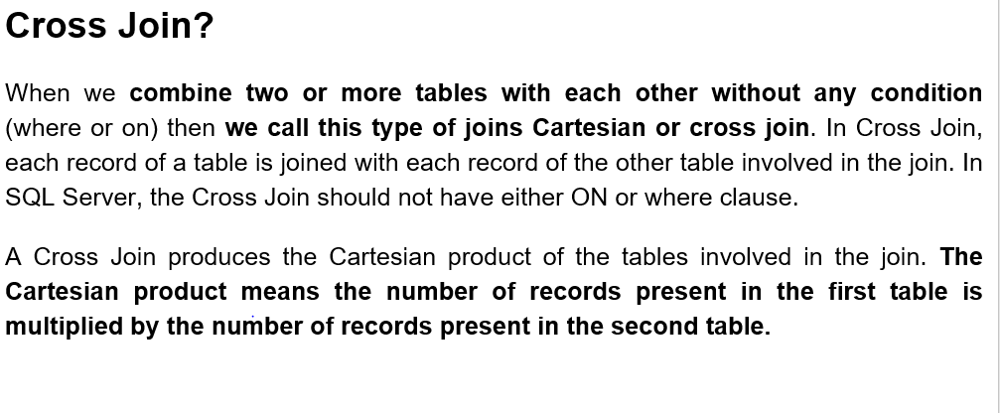 Cross Join?
When we combine two or more tables with each other without any condition
(where or on) then we call this type of joins Cartesian or cross join. In Cross Join,
each record of a table is joined with each record of the other table involved in the join. In
SQL Server, the Cross Join should not have either ON or where clause.
A Cross Join produces the Cartesian product of the tables involved in the join. The
Cartesian product means the number of records present in the first table is
multiplied by the number of records present in the second table.